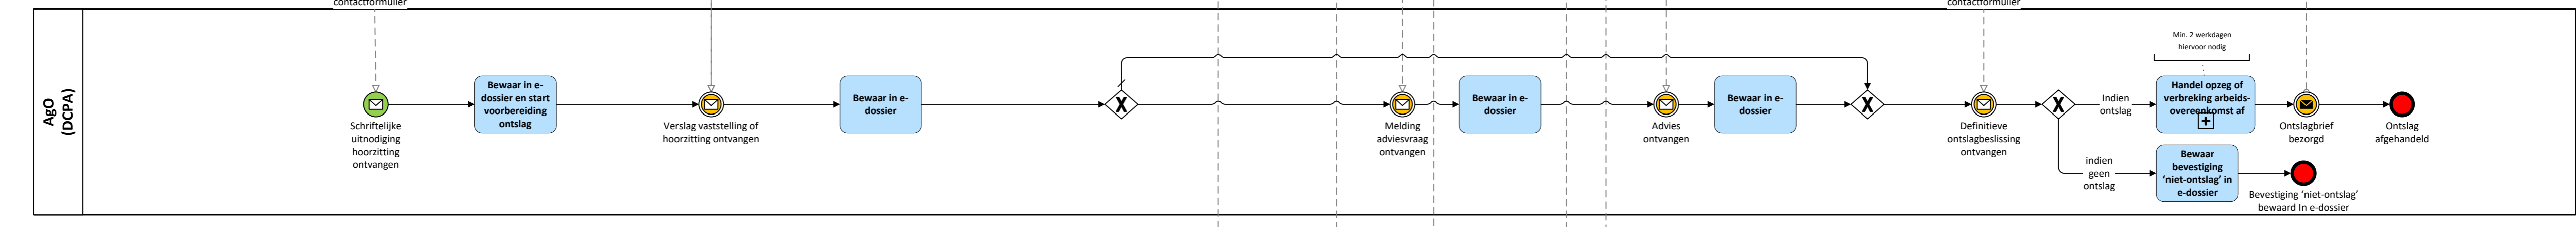 contactformulier
contactformulier
AgO
(DCPA)
Schriftelijke
uitnodiging
hoorzitting
ontvangen
Bewaar in e-
dossier en start
voorbereiding
ontslag
Verslag vaststelling of
hoorzitting ontvangen
Bewaar in e-
dossier
X
Melding
adviesvraag
ontvangen
Bewaar in e-
dossier
Advies
ontvangen
Bewaar in e-
dossier
X
Definitieve
ontslagbeslissing
ontvangen
X
Indien
ontslag
Min. 2 werkdagen
hiervoor nodig
Handel opzeg of
verbreking arbeids-
overeenkomst af
Ontslagbrief
bezorgd
Ontslag
afgehandeld
indien
geen
ontslag
Bewaar
bevestiging
‘niet-ontslag’ in
e-dossier
Bevestiging ‘niet-ontslag’
bewaard In e-dossier